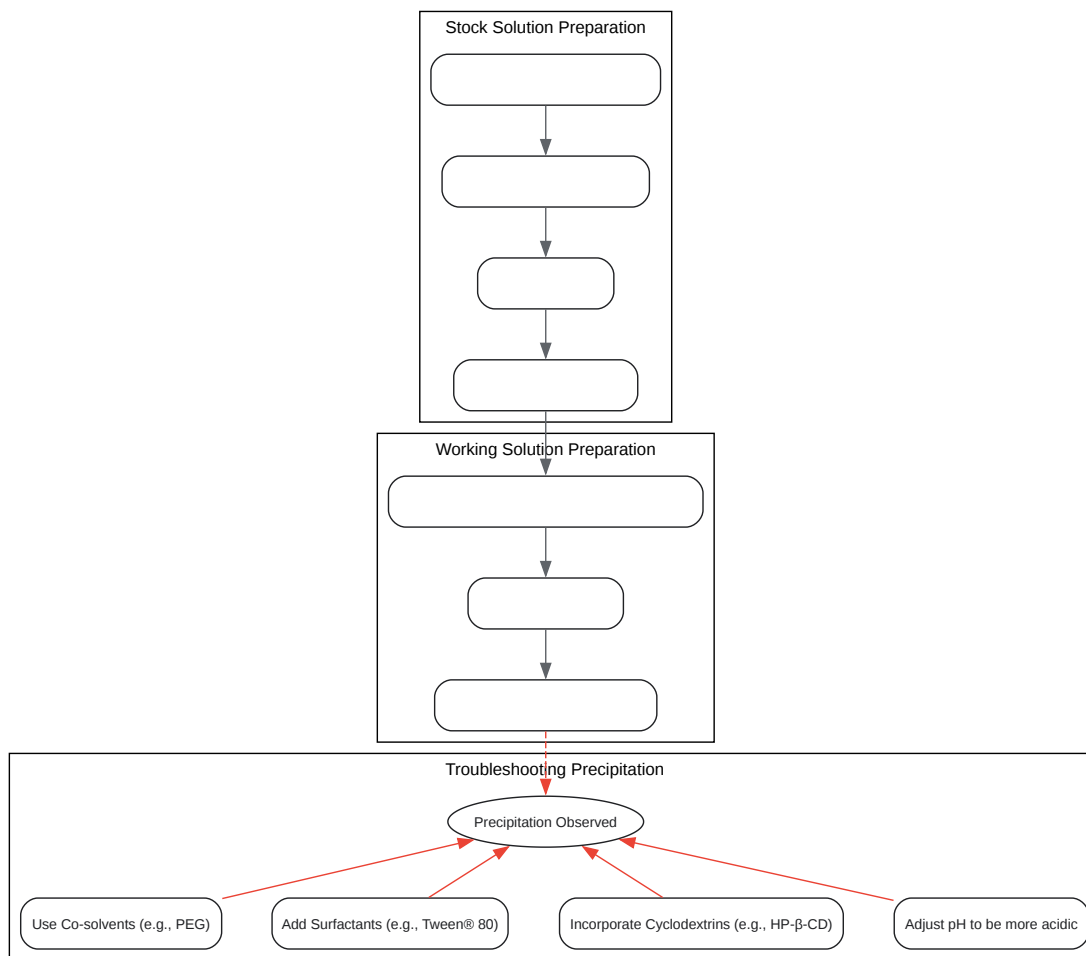 Stock Solution Preparation
Working Solution Preparation
Troubleshooting Precipitation
Precipitation Observed
Use Co-solvents (e.g., PEG)
Add Surfactants (e.g., Tween® 80)
Incorporate Cyclodextrins (e.g., HP-β-CD)
Adjust pH to be more acidic